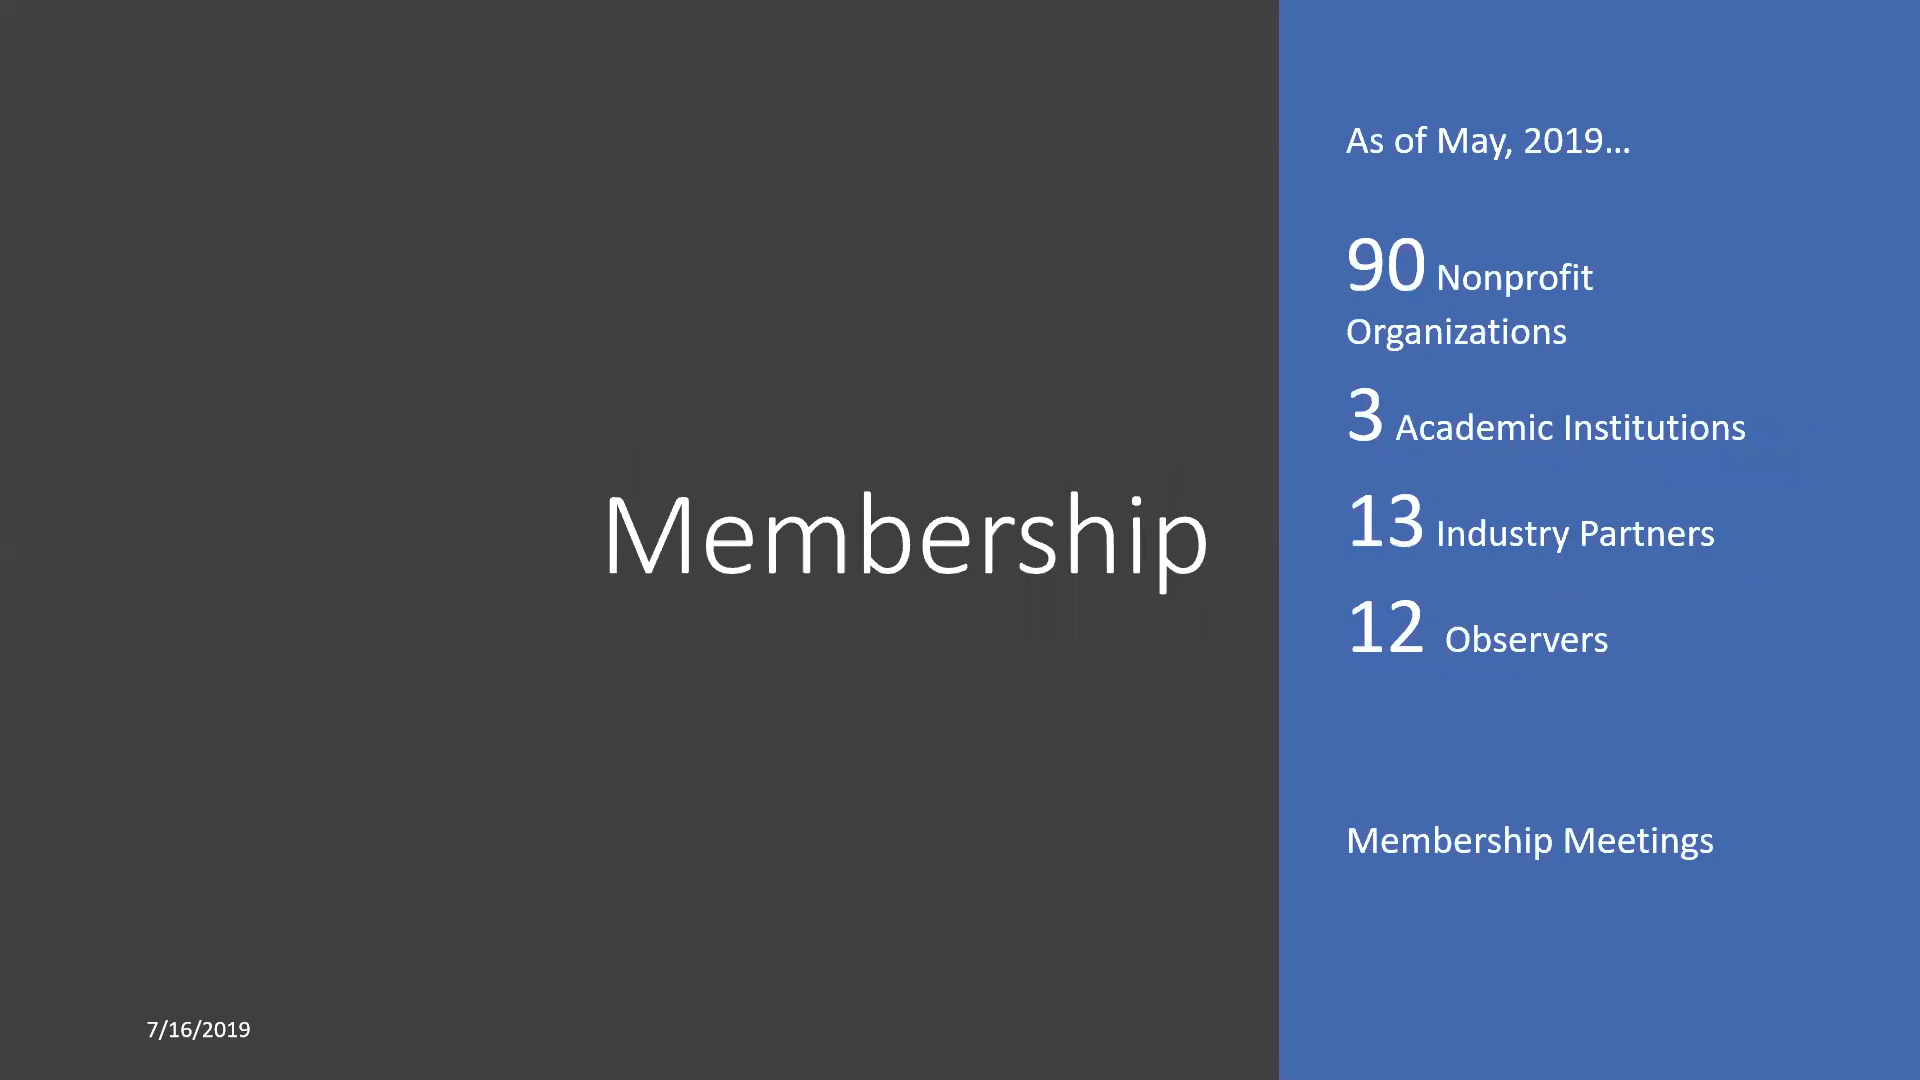 Membership
As of May, 2019...
90 Nonprofit
Organizations
3 Academic Institutions
13 Industry Partners
12 Observers
Membership Meetings
7/16/2019